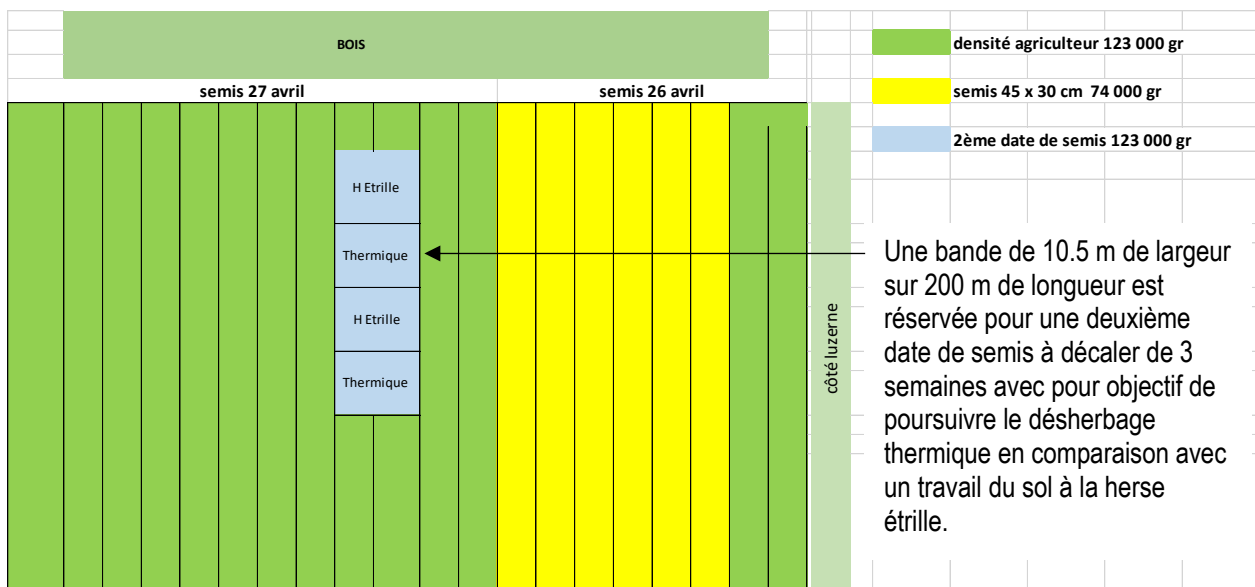 BOIS
densité agriculteur 123 000 gr
semis 27 avril
semis 26 avril
semis 45 x 30 cm 74 000 gr
2ème date de semis 123 000 gr
H Etrille
Thermique
H Etrille
Thermique
côté luzerne
Une bande de 10.5 m de largeur
sur 200 m de longueur est
réservée pour une deuxième
date de semis à décaler de 3
semaines avec pour objectif de
poursuivre le désherbage
thermique en comparaison avec
un travail du sol à la herse
étrille.